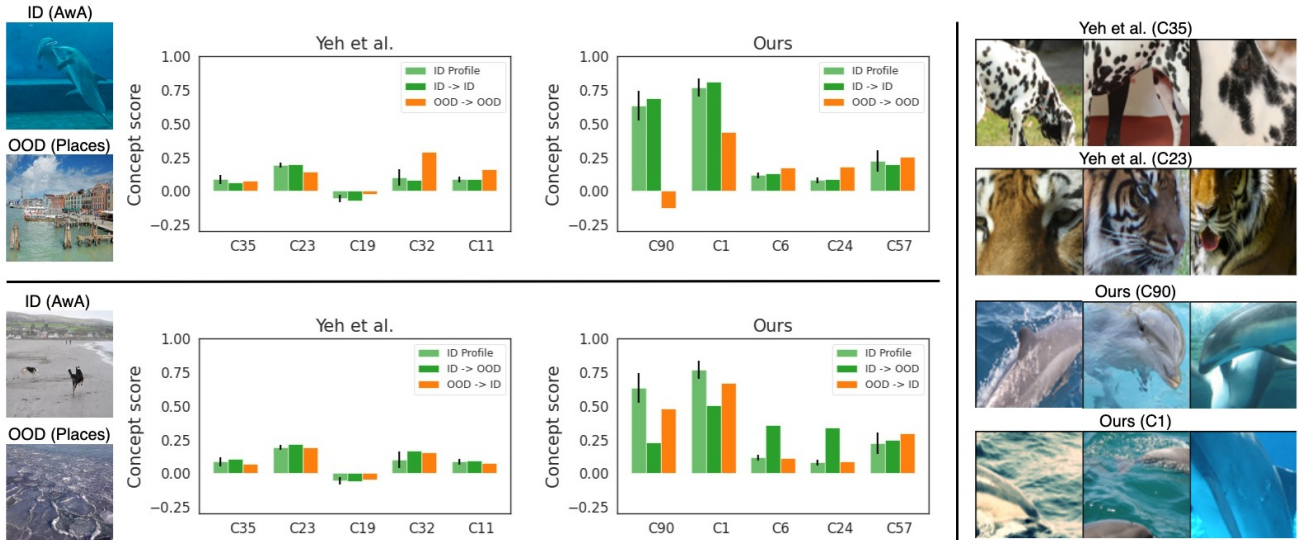 ID (AwA)
OOD (Places)
Yeh et al.
Concept score
1.00
0.75
0.50
0.25
0.00
−0.25
ID Profile
ID -> ID
OOD -> OOD
C35
C23
C19
C32
C11
Ours
Concept score
1.00
0.75
0.50
0.25
0.00
−0.25
ID Profile
ID -> ID
OOD -> OOD
C90
C1
C6
C24
C57
ID (AwA)
OOD (Places)
Yeh et al.
Concept score
1.00
0.75
0.50
0.25
0.00
−0.25
ID Profile
ID -> OOD
OOD -> ID
C35
C23
C19
C32
C11
Ours
Concept score
1.00
0.75
0.50
0.25
0.00
−0.25
ID Profile
ID -> OOD
OOD -> ID
C90
C1
C6
C24
C57
Yeh et al. (C35)
Yeh et al. (C23)
Ours (C90)
Ours (C1)